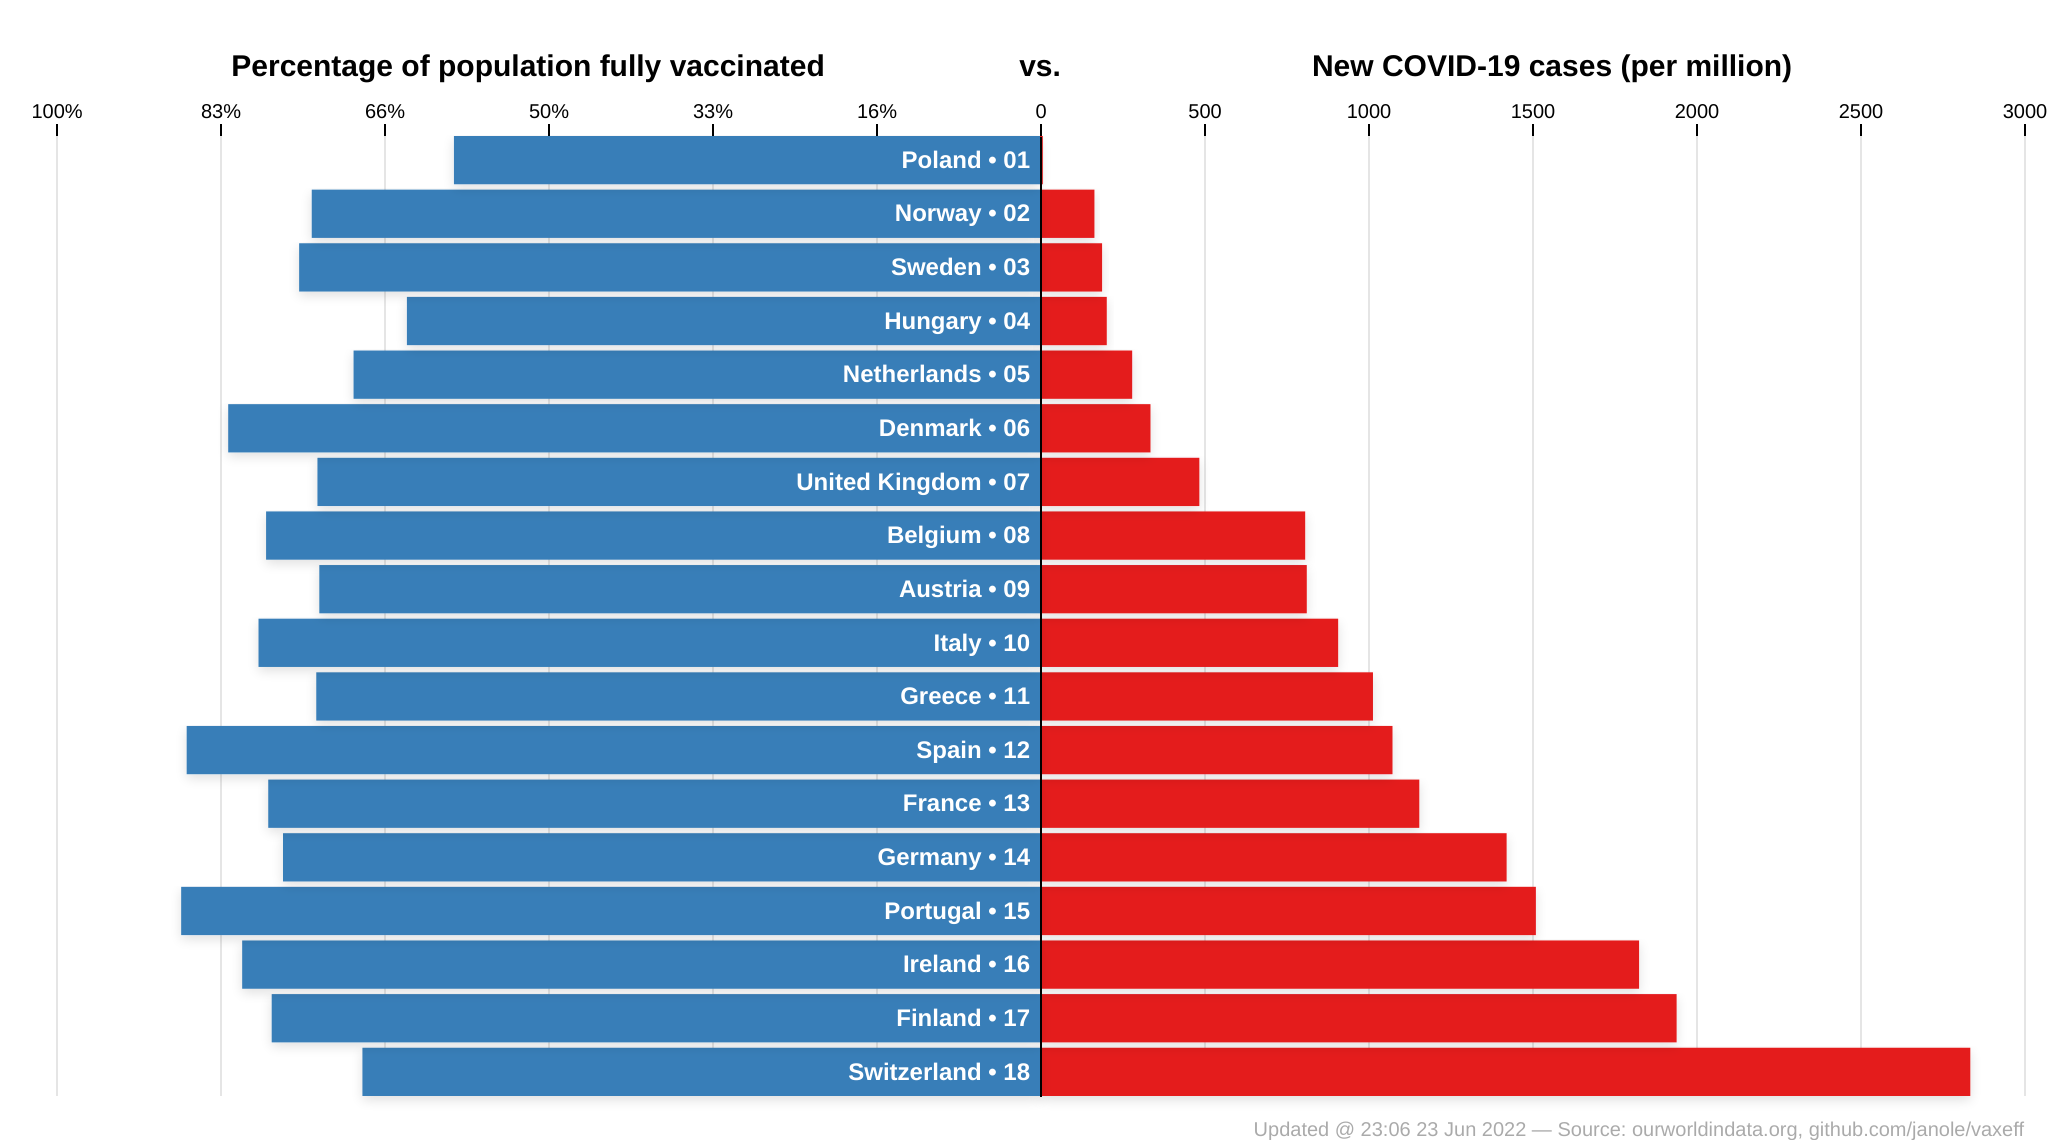 Percentage of population fully vaccinated vs. New COVID-19 cases (per million)
100% 83% 66% 50% 33% 16% 0 500 1000 1500 2000 2500 3000
Poland • 01
Norway • 02
Sweden • 03
Hungary • 04
Netherlands • 05
Denmark • 06
United Kingdom • 07
Belgium • 08
Austria • 09
Italy • 10
Greece • 11
Spain • 12
France • 13
Germany • 14
Portugal • 15
Ireland • 16
Finland • 17
Switzerland • 18
Updated @ 23:06 23 Jun 2022 — Source: ourworldindata.org, github.com/janole/vaxeff